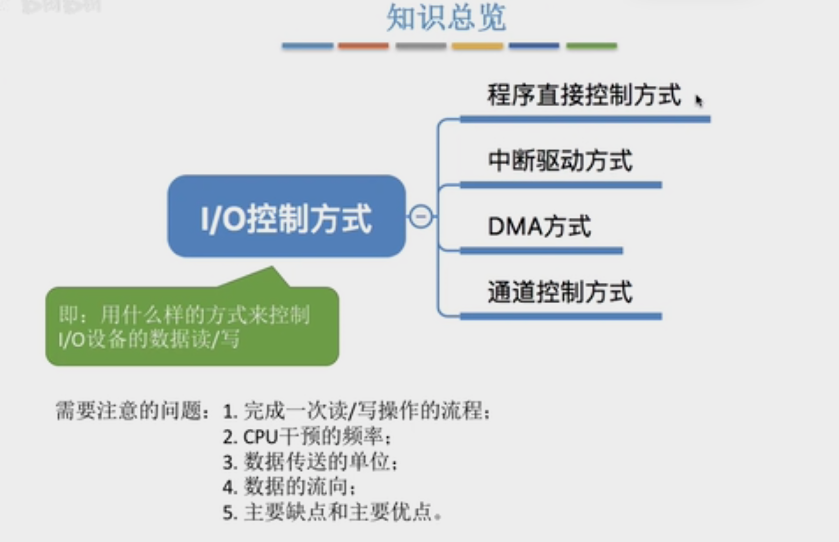 知识总览
程序直接控制方式
中断驱动方式
I/O控制方式
DMA方式
通道控制方式
即：用什么样的方式来控制
I/O设备的数据读/写
需要注意的问题：1. 完成一次读/写操作的流程；
2. CPU干预的频率；
3. 数据传送的单位；
4. 数据的流向；
5. 主要缺点和主要优点。